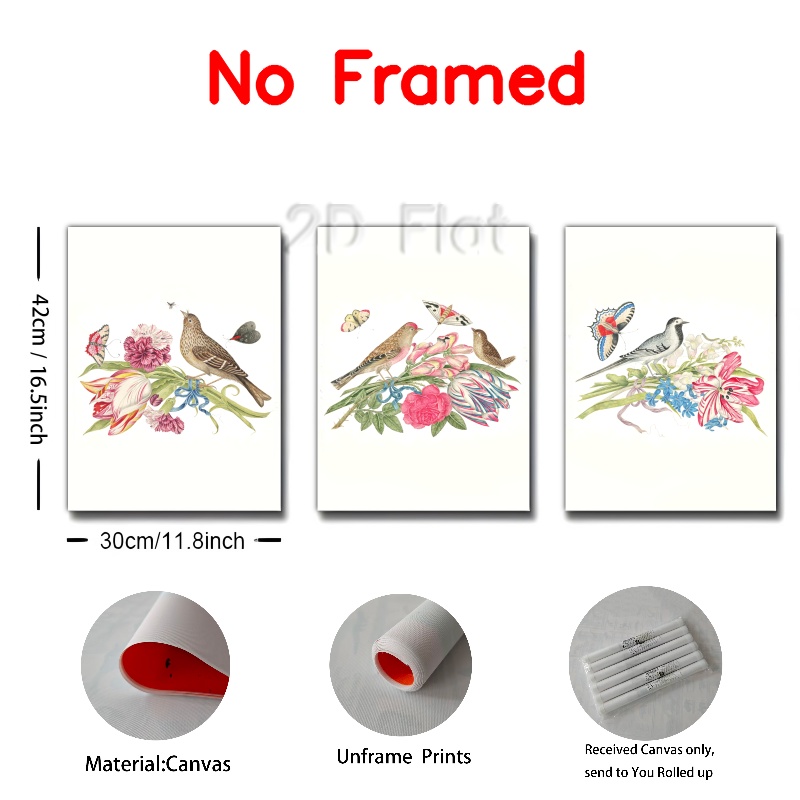 No Framed
2D Flat
42cm / 16.5inch
30cm/11.8inch
Material:Canvas
Unframe Prints
Received Canvas only,
send to You Rolled up